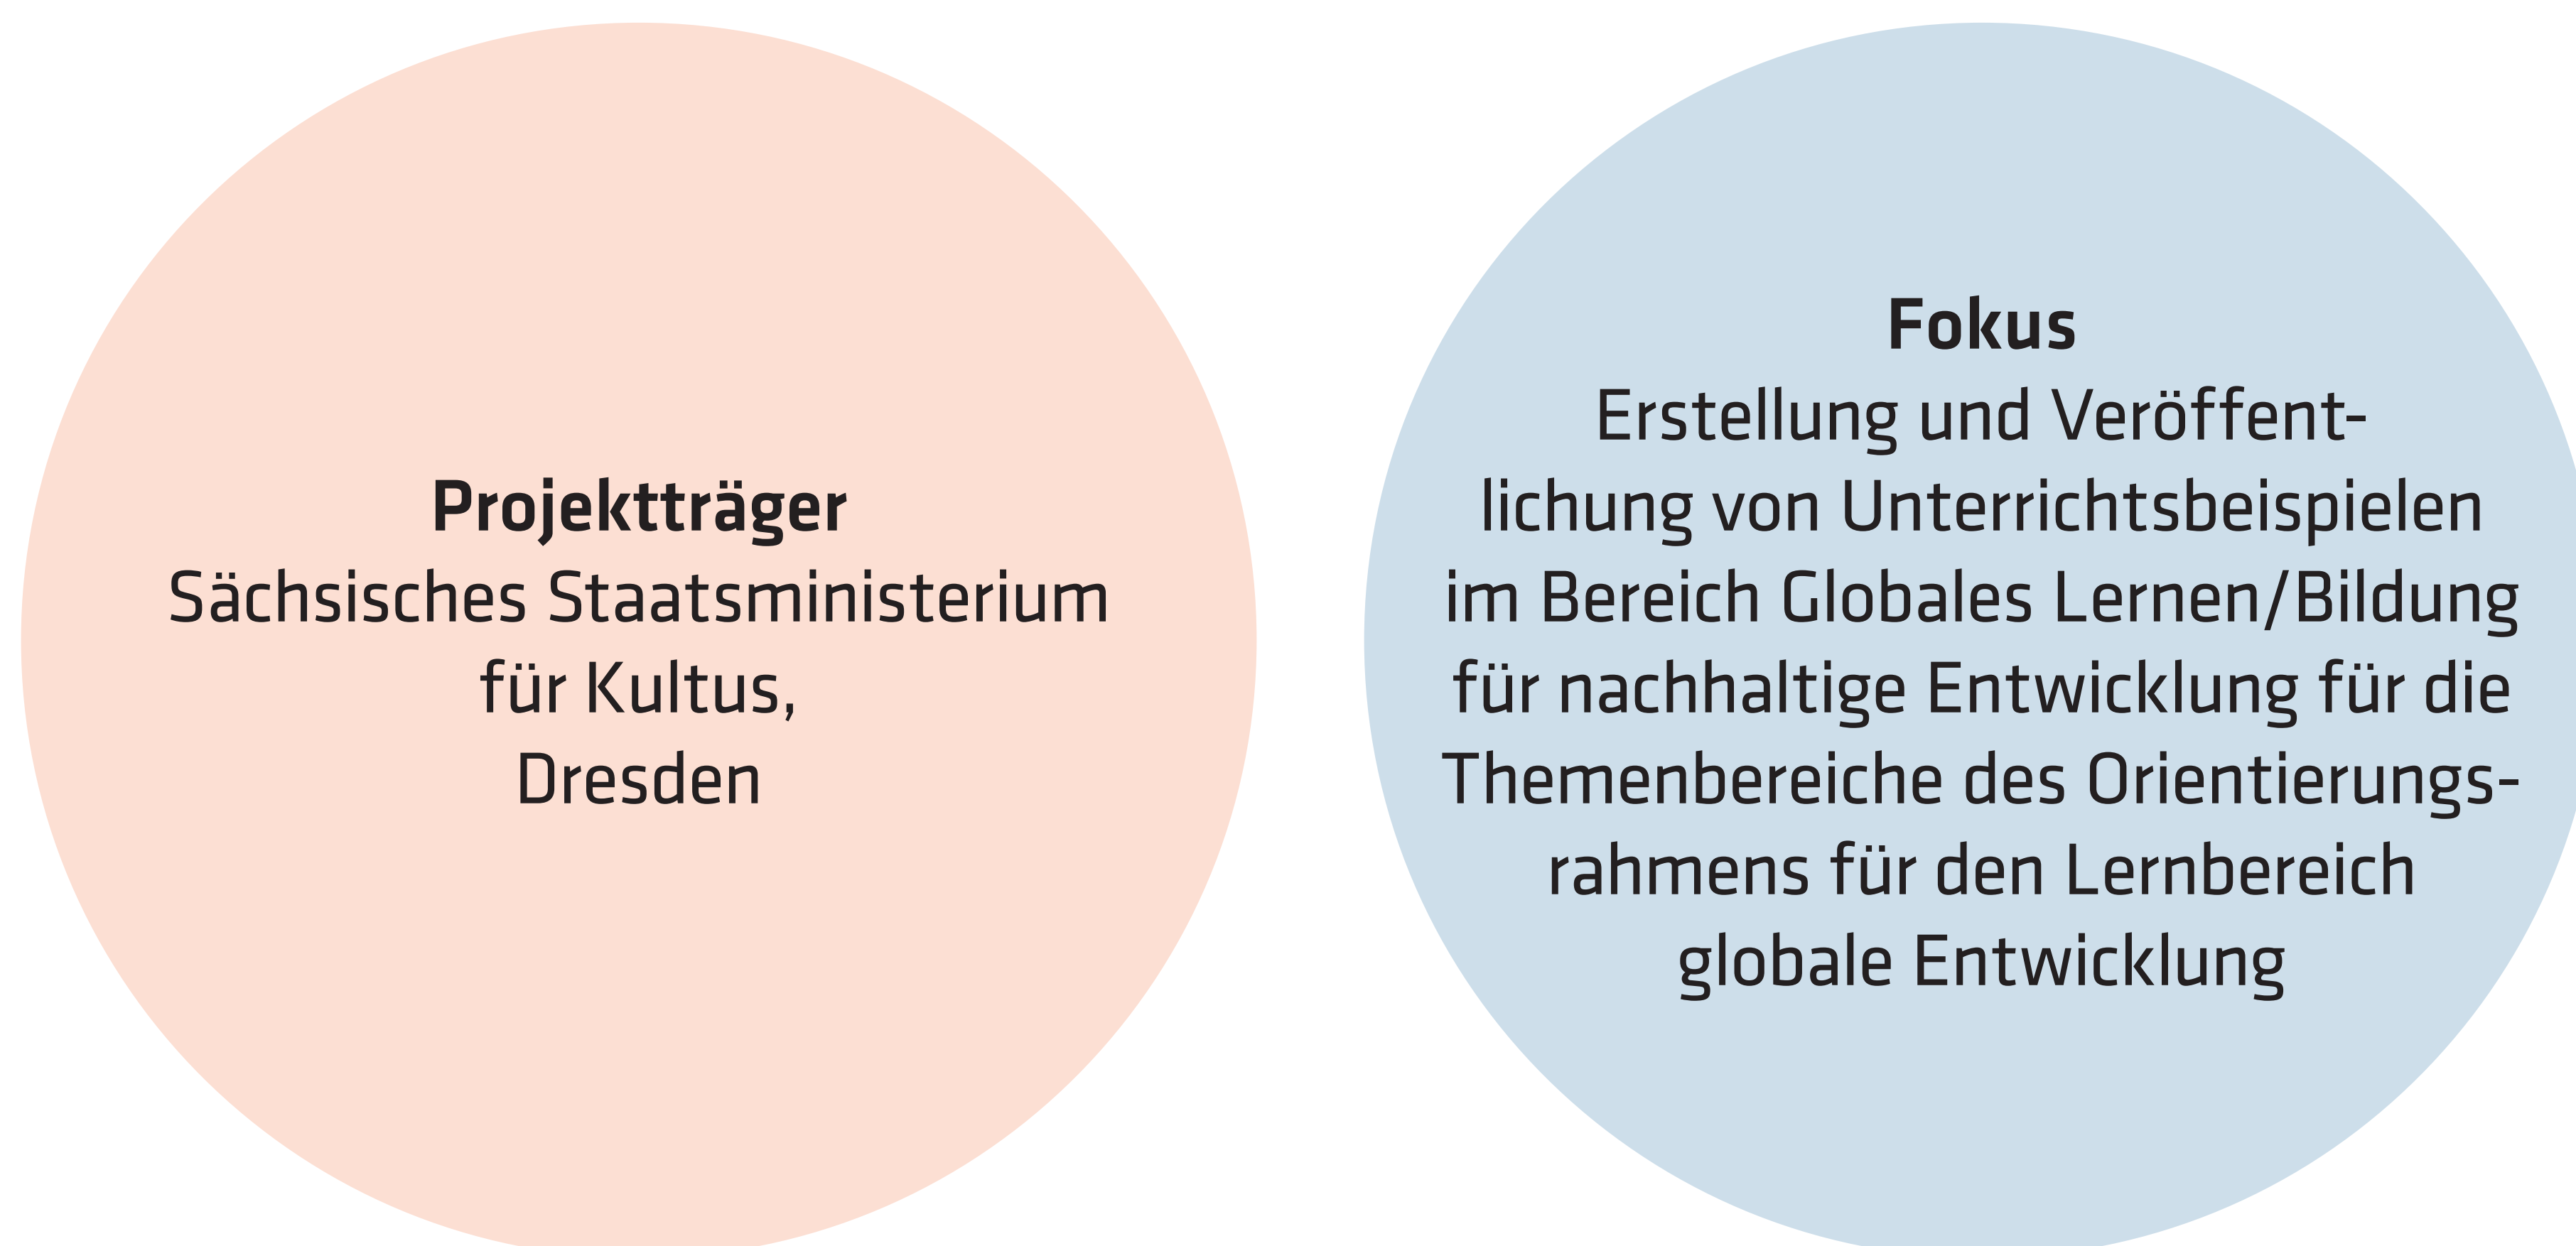 Projektträger
Sächsisches Staatsministerium
für Kultus,
Dresden
Fokus
Erstellung und Veröffent-
lichung von Unterrichtsbeispielen
im Bereich Globales Lernen/Bildung
für nachhaltige Entwicklung für die
Themenbereiche des Orientierungs-
rahmens für den Lernbereich
globale Entwicklung